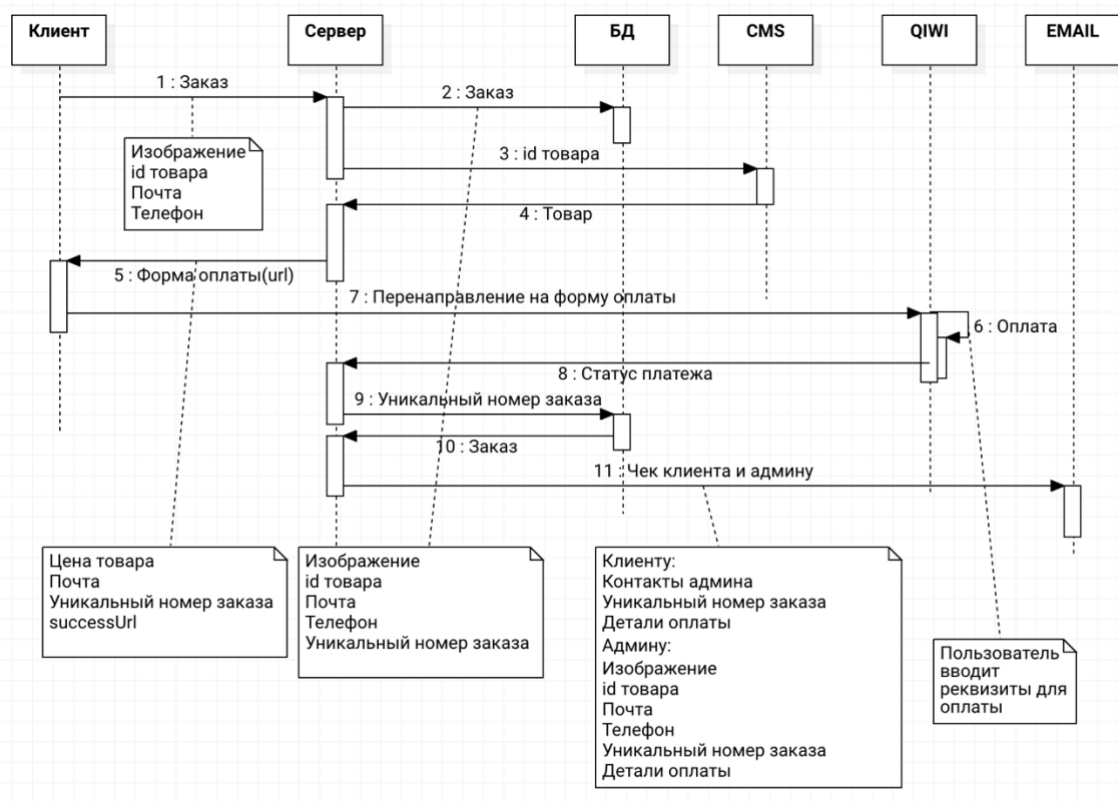 Клиент
Сервер
БД
CMS
QIWI
EMAIL
1 : Заказ
2 : Заказ
Изображение
id товара
Почта
Телефон
3 : id товара
4 : Товар
5 : Форма оплаты(url)
7 : Перенаправление на форму оплаты
6 : Оплата
8 : Статус платежа
9 : Уникальный номер заказа
10 : Заказ
11 : Чек клиента и админу
Цена товара
Почта
Уникальный номер заказа
successUrl
Изображение
id товара
Почта
Телефон
Уникальный номер заказа
Клиенту:
Контакты админа
Уникальный номер заказа
Детали оплаты
Админу:
Изображение
id товара
Почта
Телефон
Уникальный номер заказа
Детали оплаты
Пользователь
вводит
реквизиты для
оплаты